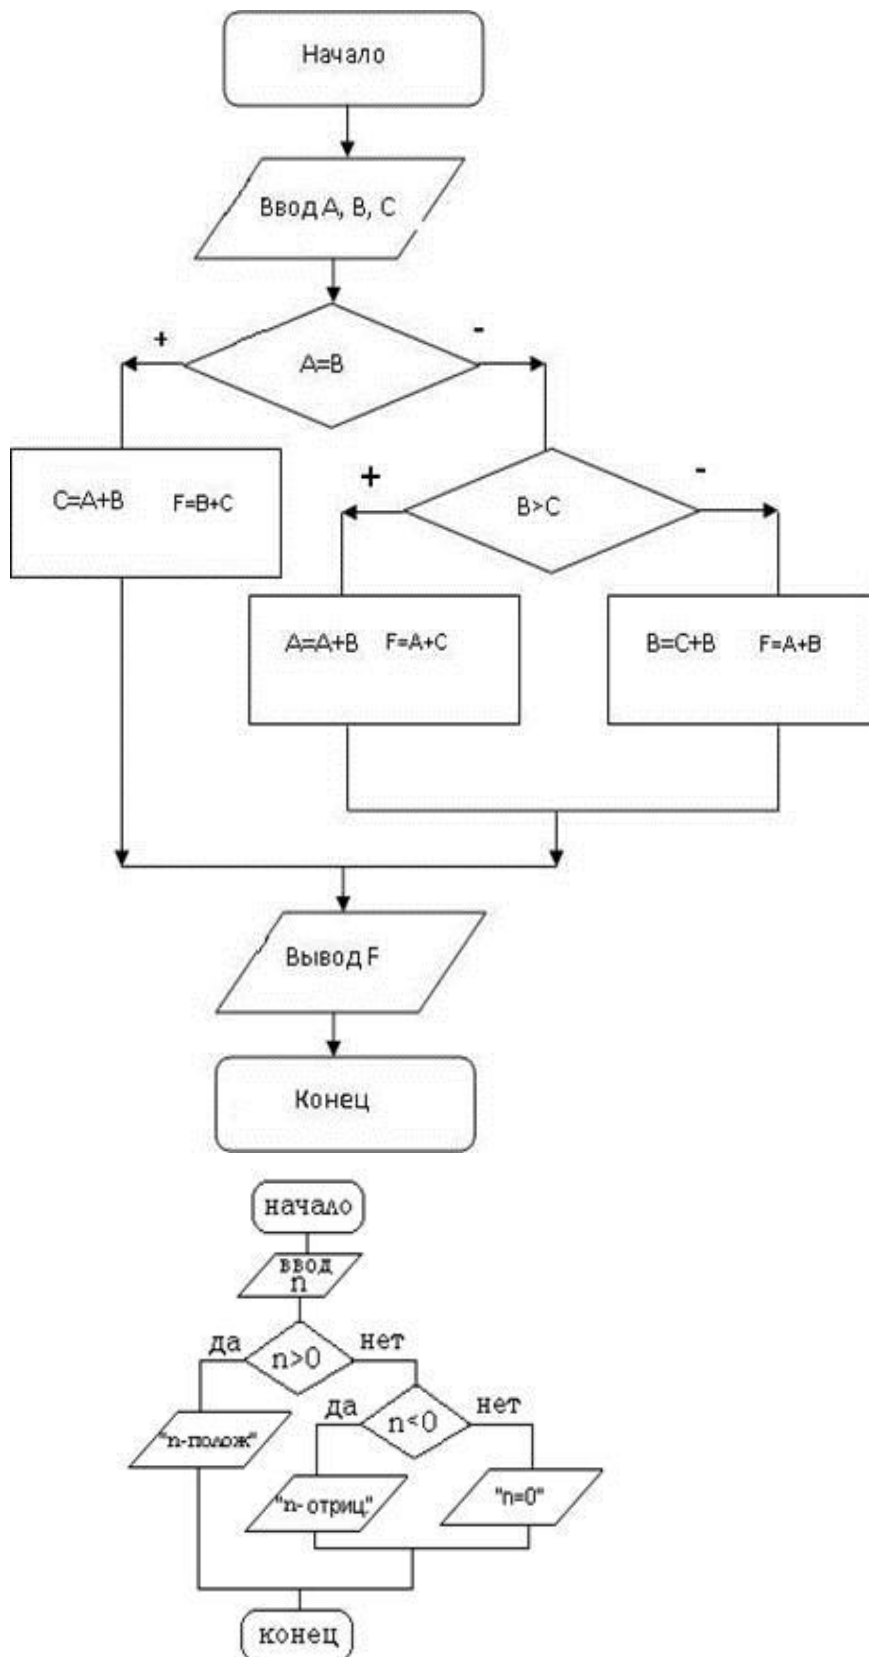 Начало
Ввод A, B, C
+ -
A=B
+ -
C=A+B F=B+C
B>C
A=A+B F=A+C
B=C+B F=A+B
Вывод F
Конец
начало
ввод
n
да нет
n>0
да нет
n<0
"n-полож"
"n-отриц."
"n=0"
конец